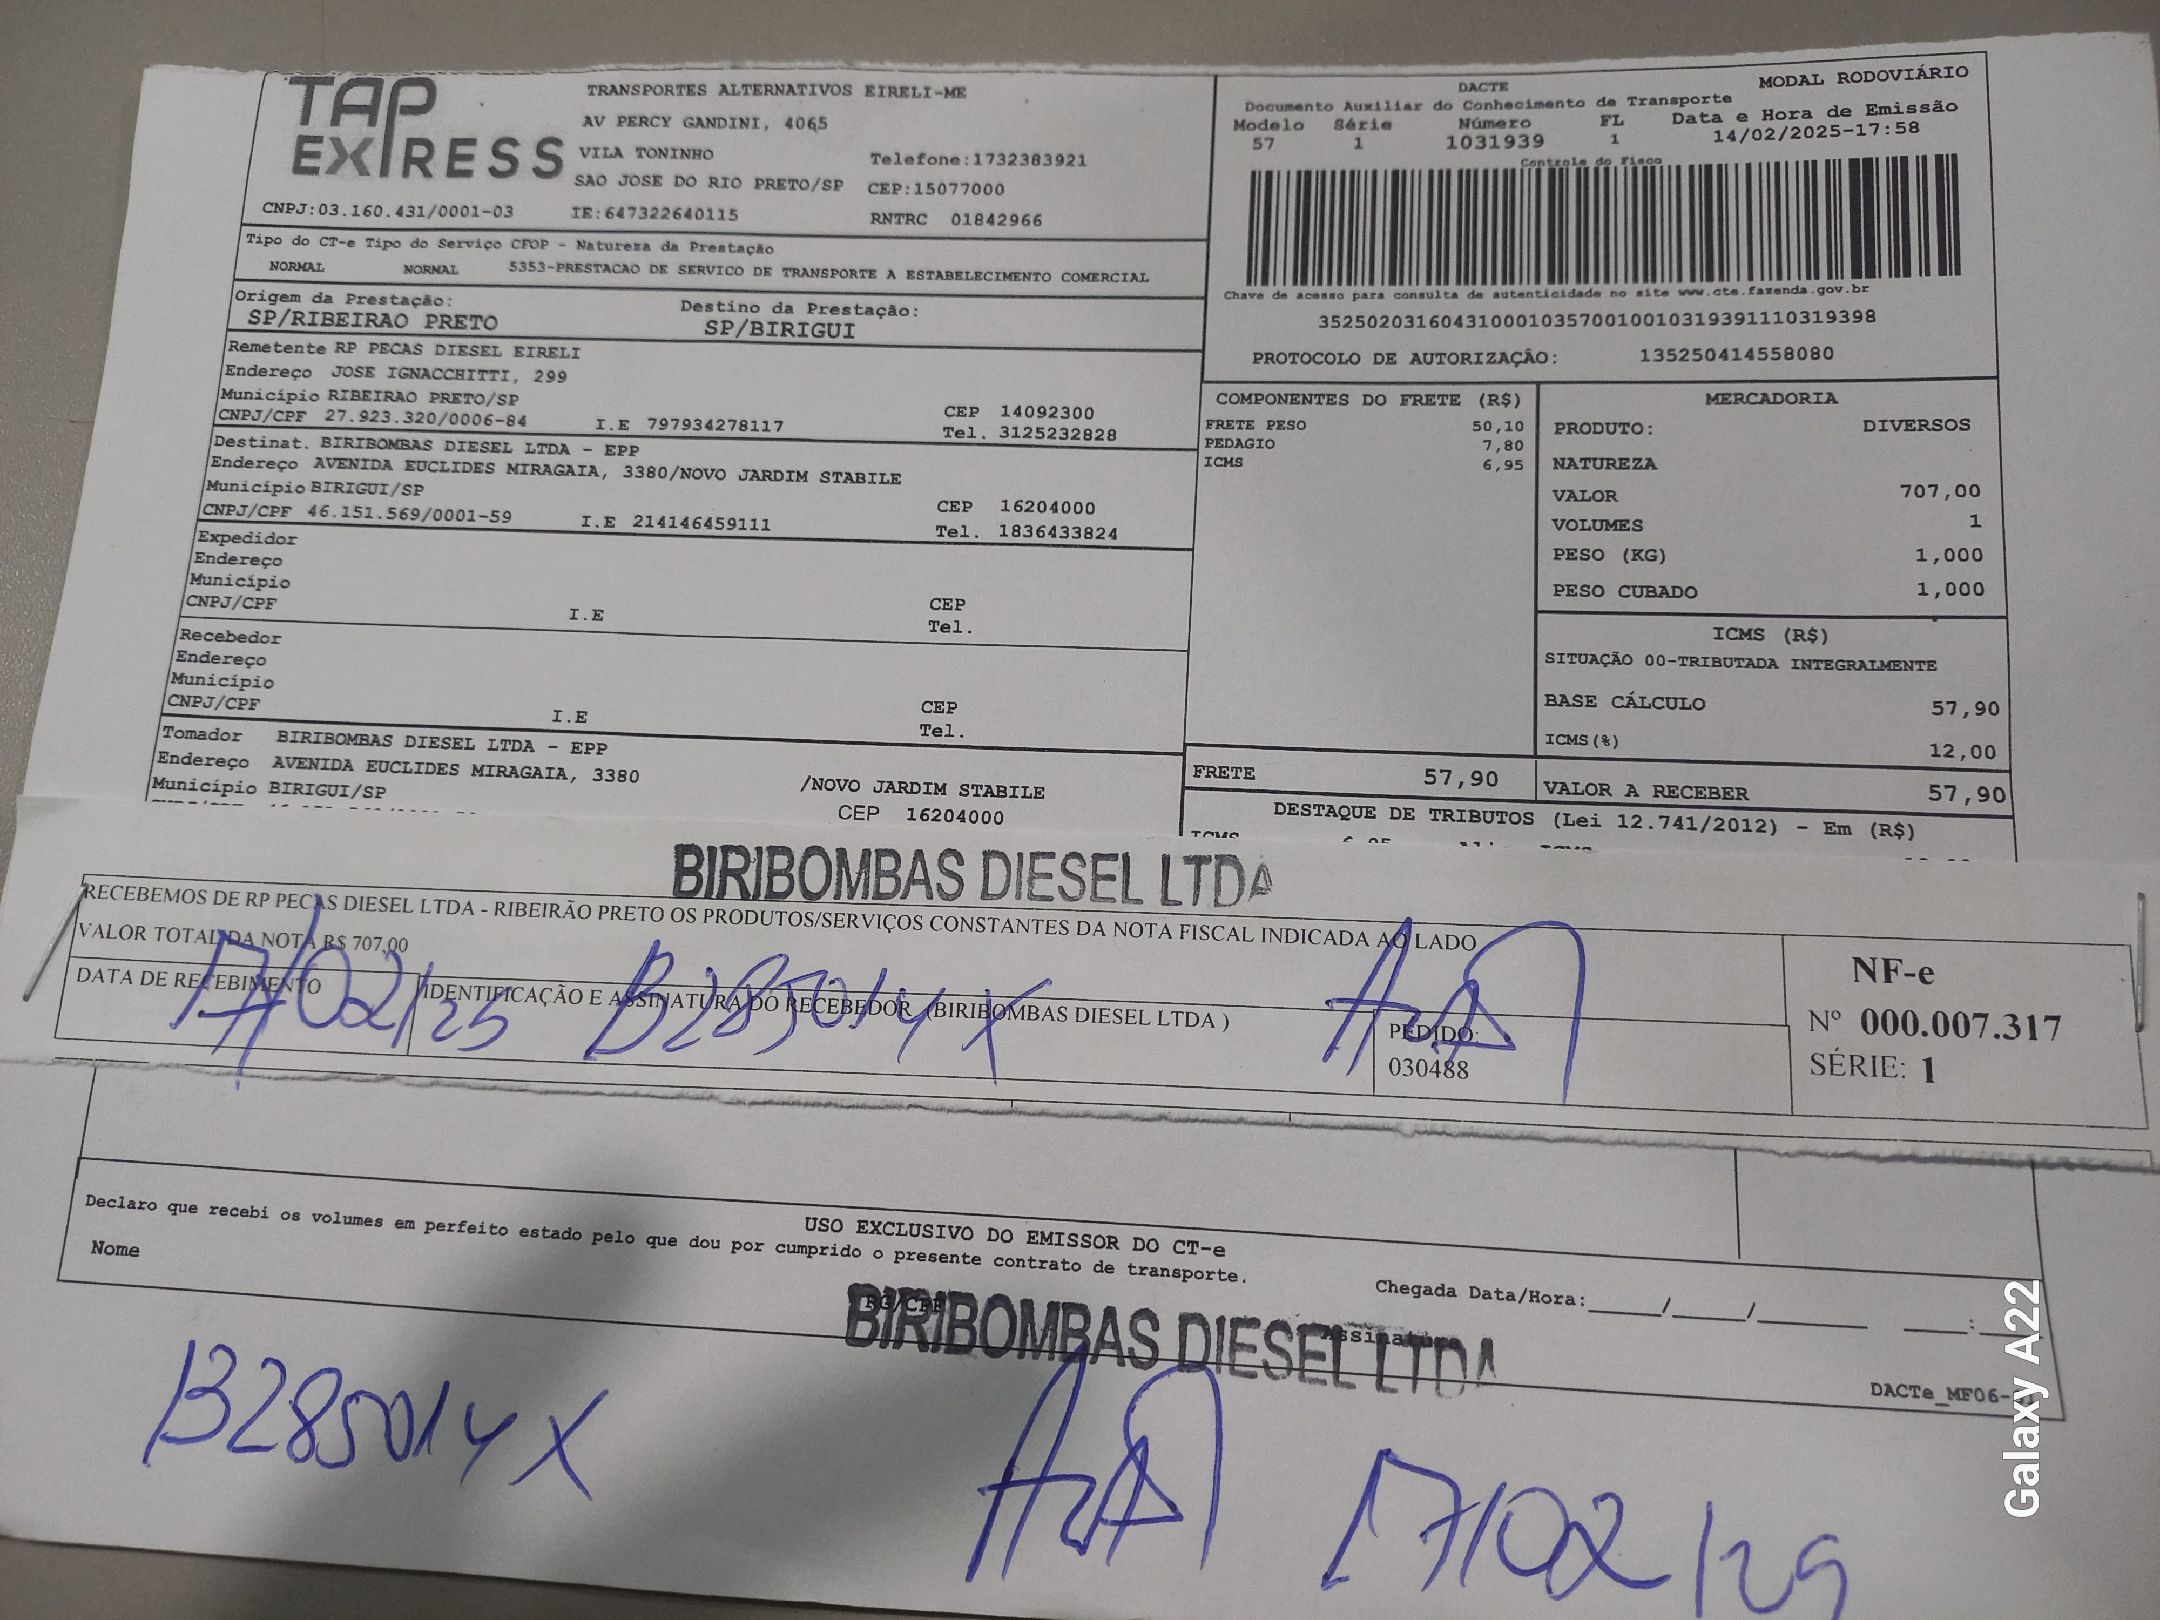 TAP EXPRESS
TRANSPORTES ALTERNATIVOS EIRELI-ME
AV PERCY GANDINI, 4065
VILA TONINHO Telefone:1732383921
SAO JOSE DO RIO PRETO/SP CEP:15077000
CNPJ:03.160.431/0001-03 IE:647322640115 RNTRC 01842966
DACTE MODAL RODOVIÁRIO
Documento Auxiliar do Conhecimento de Transporte Data e Hora de Emissão
Modelo Série Número FL
57 1 1031939 1 14/02/2025-17:58
Controle do Fisco
Chave de acesso para consulta de autenticidade no site www.cte.fazenda.gov.br
35250203160431000103570010010319391110319398
PROTOCOLO DE AUTORIZAÇÃO: 135250414558080
Tipo do CT-e Tipo do Serviço CFOP - Natureza da Prestação
NORMAL NORMAL 5353-PRESTACAO DE SERVICO DE TRANSPORTE A ESTABELECIMENTO COMERCIAL
Origem da Prestação: Destino da Prestação:
SP/RIBEIRAO PRETO SP/BIRIGUI
Remetente RP PECAS DIESEL EIRELI
Endereço JOSE IGNACCHITTI, 299
Município RIBEIRAO PRETO/SP CEP 14092300
CNPJ/CPF 27.923.320/0006-84 I.E 797934278117 Tel. 3125232828
Destinat. BIRIBOMBAS DIESEL LTDA - EPP
Endereço AVENIDA EUCLIDES MIRAGAIA, 3380/NOVO JARDIM STABILE
Município BIRIGUI/SP CEP 16204000
CNPJ/CPF 46.151.569/0001-59 I.E 214146459111 Tel. 1836433824
Expedidor
Endereço
Município CEP
CNPJ/CPF I.E Tel.
Recebedor
Endereço
Município CEP
CNPJ/CPF I.E Tel.
Tomador BIRIBOMBAS DIESEL LTDA - EPP
Endereço AVENIDA EUCLIDES MIRAGAIA, 3380 /NOVO JARDIM STABILE
Município BIRIGUI/SP CEP 16204000
COMPONENTES DO FRETE (R$)
FRETE PESO 50,10
PEDAGIO 7,80
ICMS 6,95
MERCADORIA
PRODUTO: DIVERSOS
NATUREZA
VALOR 707,00
VOLUMES 1
PESO (KG) 1,000
PESO CUBADO 1,000
ICMS (R$)
SITUAÇÃO 00-TRIBUTADA INTEGRALMENTE
BASE CÁLCULO 57,90
ICMS(%) 12,00
FRETE 57,90 VALOR A RECEBER 57,90
DESTAQUE DE TRIBUTOS (Lei 12.741/2012) - Em (R$)
BIRIBOMBAS DIESEL LTDA
RECEBEMOS DE RP PECAS DIESEL LTDA - RIBEIRÃO PRETO OS PRODUTOS/SERVIÇOS CONSTANTES DA NOTA FISCAL INDICADA AO LADO
VALOR TOTAL DA NOTA R$ 707,00
DATA DE RECEBIMENTO IDENTIFICAÇÃO E ASSINATURA DO RECEBEDOR (BIRIBOMBAS DIESEL LTDA )
17/02/25 B285014X
PEDIDO:
030488
NF-e
Nº 000.007.317
SÉRIE: 1
USO EXCLUSIVO DO EMISSOR DO CT-e
Declaro que recebi os volumes em perfeito estado pelo que dou por cumprido o presente contrato de transporte.
Nome RG/CPF Chegada Data/Hora:_____/_____/_______ ____:____
Assinatura
BIRIBOMBAS DIESEL LTDA
B285014X 17/02/25
Galaxy A22